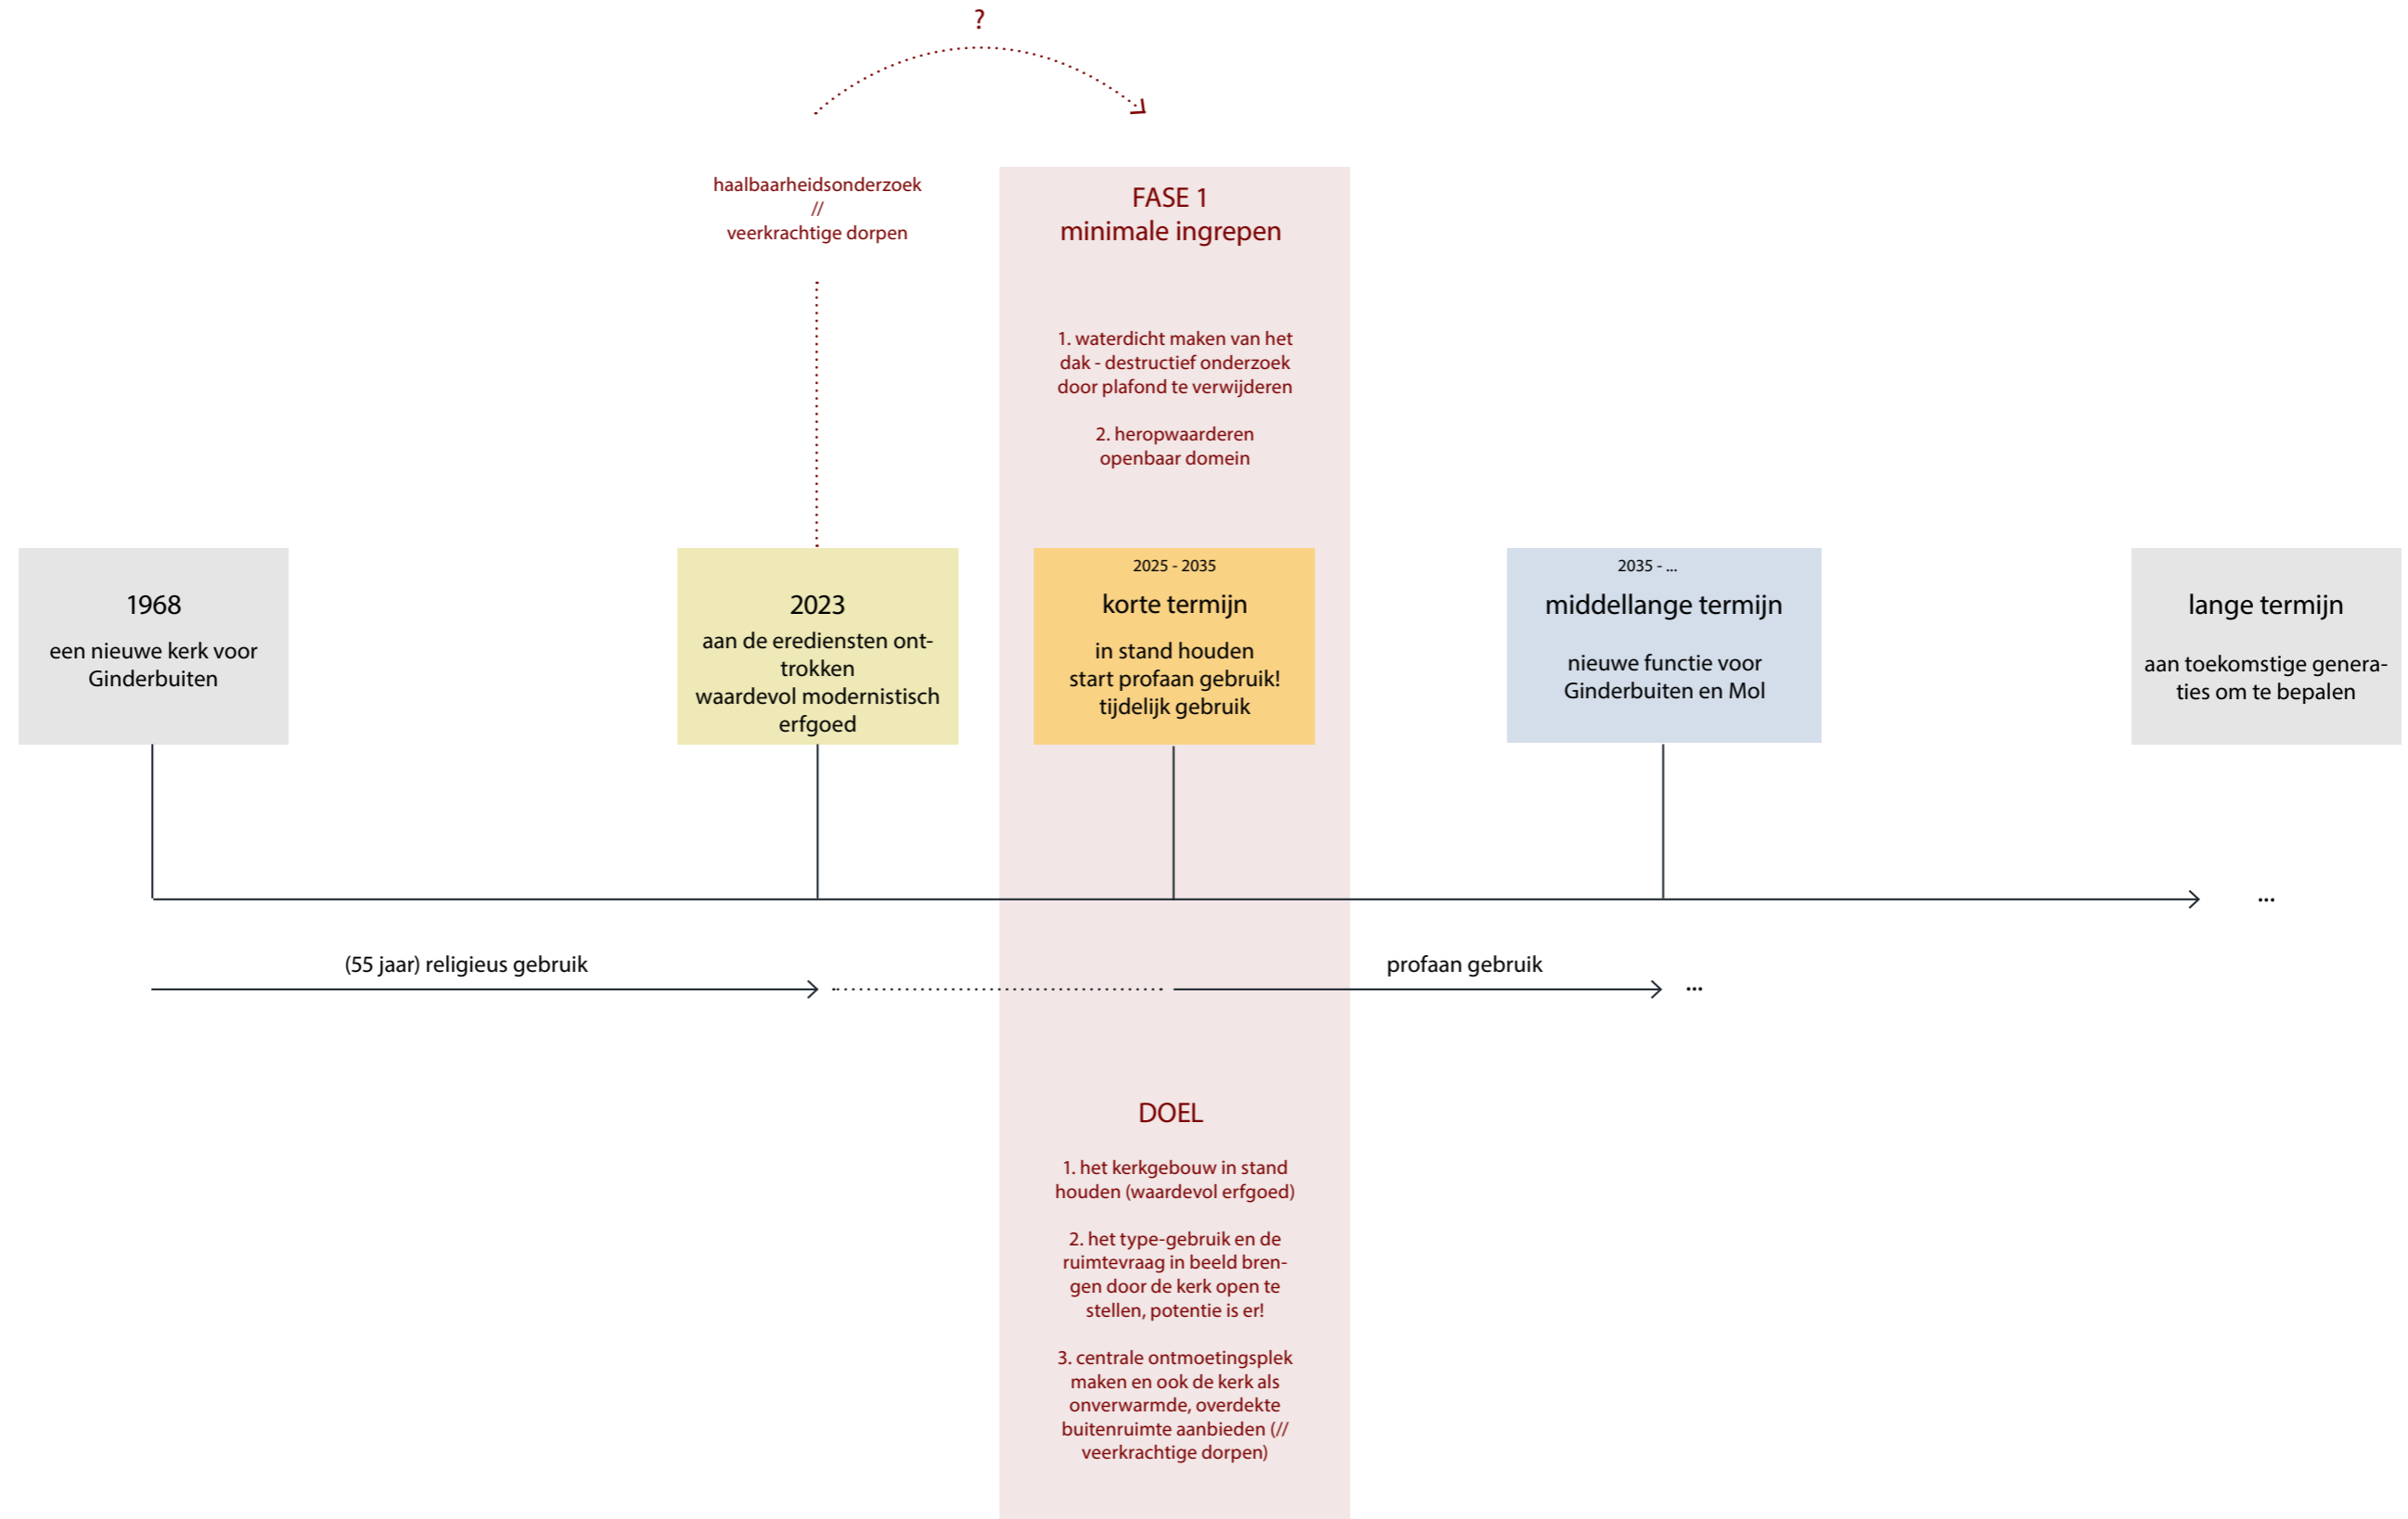 ?
haalbaarheidsonderzoek
//
veerkrachtige dorpen
FASE 1
minimale ingrepen
1. waterdicht maken van het
dak - destructief onderzoek
door plafond te verwijderen
2. heropwaarderen
openbaar domein
1968
een nieuwe kerk voor
Ginderbuiten
2023
aan de erediensten ont-
trokken
waardevol modernistisch
erfgoed
2025 - 2035
korte termijn
in stand houden
start profaan gebruik!
tijdelijk gebruik
2035 - ...
middellange termijn
nieuwe functie voor
Ginderbuiten en Mol
lange termijn
aan toekomstige genera-
ties om te bepalen
...
(55 jaar) religieus gebruik
profaan gebruik
...
DOEL
1. het kerkgebouw in stand
houden (waardevol erfgoed)
2. het type-gebruik en de
ruimtevraag in beeld bren-
gen door de kerk open te
stellen, potentie is er!
3. centrale ontmoetingsplek
maken en ook de kerk als
onverwarmde, overdekte
buitenruimte aanbieden (//
veerkrachtige dorpen)